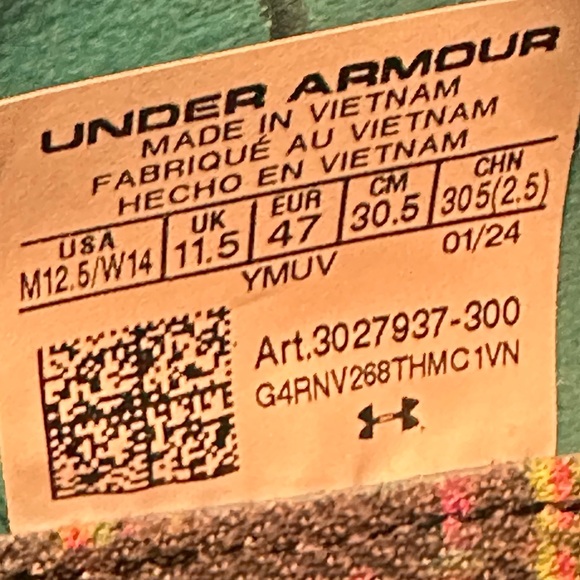 UNDER ARMOUR
MADE IN VIETNAM
FABRIQUÉ AU VIETNAM
HECHO EN VIETNAM
USA UK EUR CM CHN
M12.5/W14 11.5 47 30.5 305(2.5)
YMUV 01/24
Art.3027937-300
G4RNV268THMC1VN